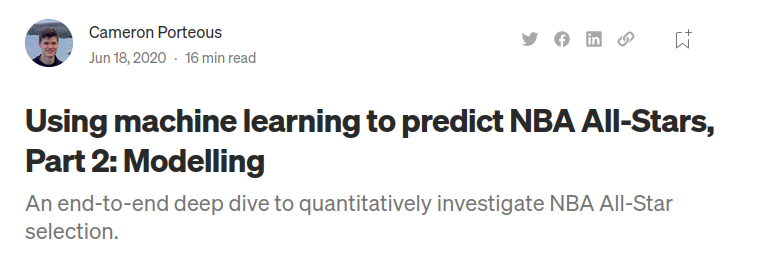 Cameron Porteous
Jun 18, 2020 · 16 min read
Using machine learning to predict NBA All-Stars,
Part 2: Modelling
An end-to-end deep dive to quantitatively investigate NBA All-Star
selection.